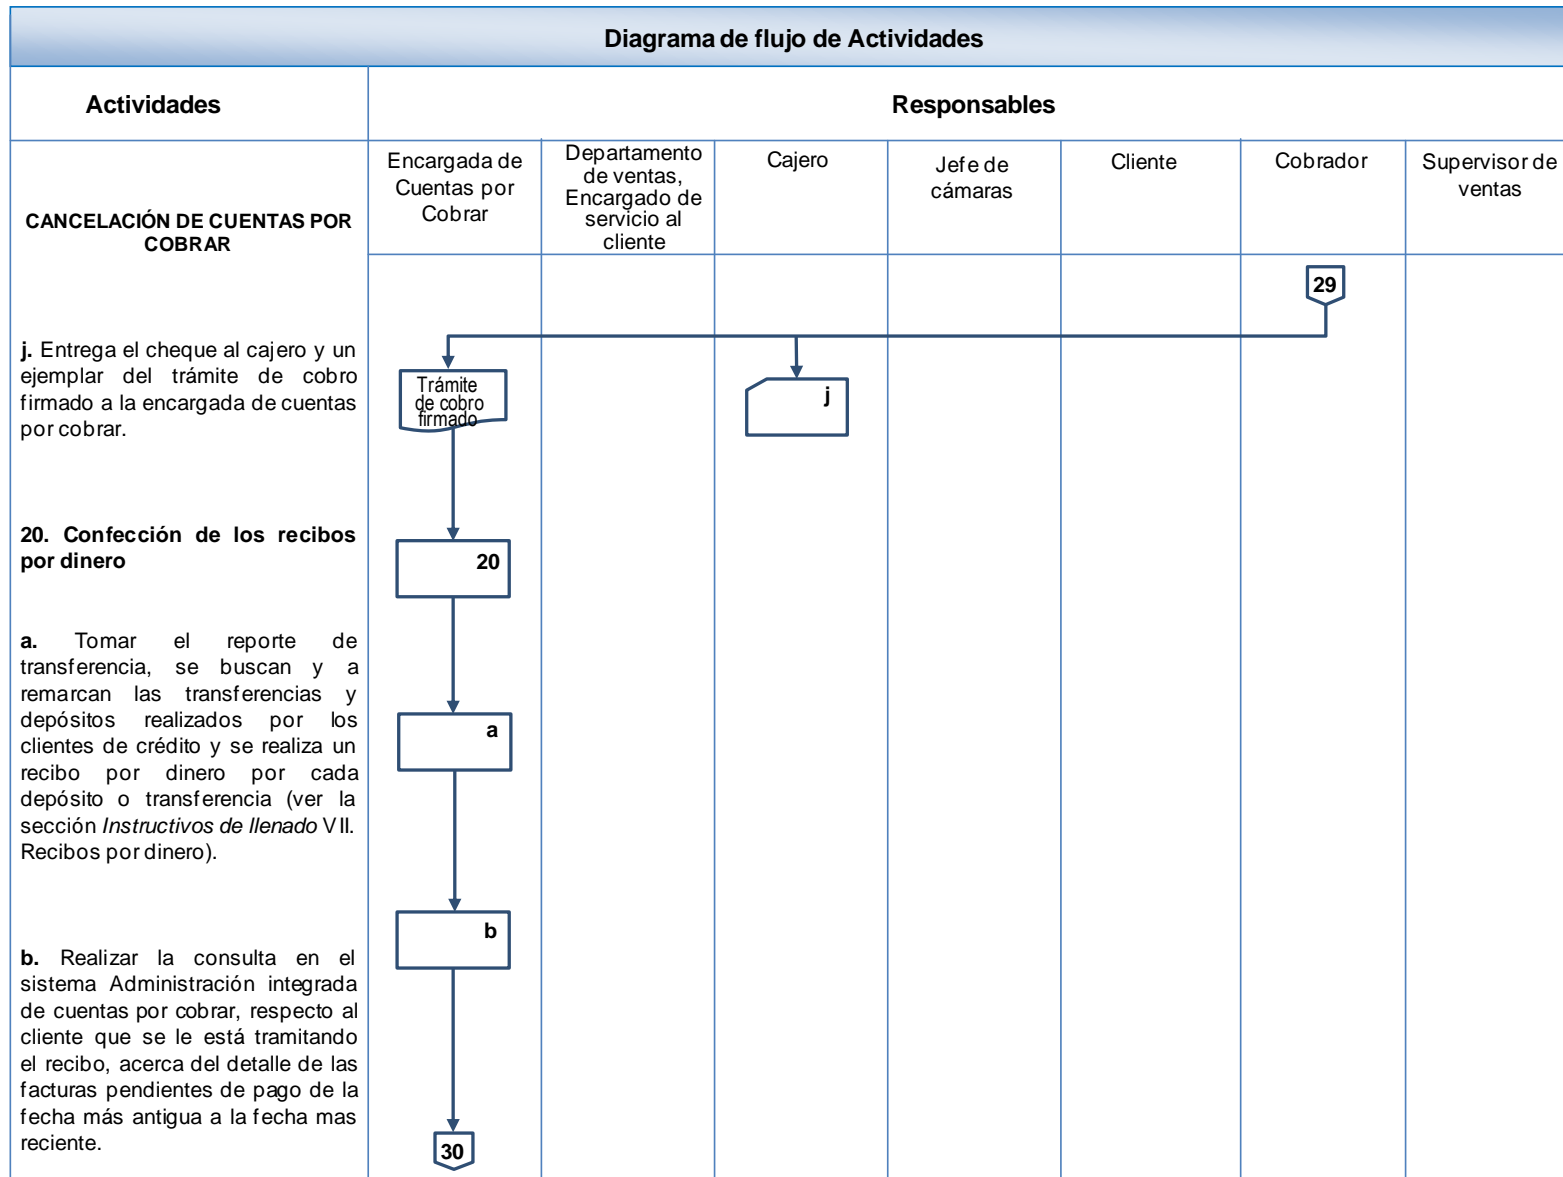 Diagrama de flujo de Actividades
Actividades
Responsables
CANCELACIÓN DE CUENTAS POR
COBRAR
Encargada de
Cuentas por
Cobrar
Departamento
de ventas,
Encargado de
servicio al
cliente
Cajero
Jefe de
cámaras
Cliente
Cobrador
Supervisor de
ventas
29
j. Entrega el cheque al cajero y un
ejemplar del trámite de cobro
firmado a la encargada de cuentas
por cobrar.
Trámite
de cobro
firmado
j
20. Confección de los recibos
por dinero
20
a. Tomar el reporte de
transferencia, se buscan y a
remarcan las transferencias y
depósitos realizados por los
clientes de crédito y se realiza un
recibo por dinero por cada
depósito o transferencia (ver la
sección Instructivos de llenado VII.
Recibos por dinero).
a
b. Realizar la consulta en el
sistema Administración integrada
de cuentas por cobrar, respecto al
cliente que se le está tramitando
el recibo, acerca del detalle de las
facturas pendientes de pago de la
fecha más antigua a la fecha mas
reciente.
b
30